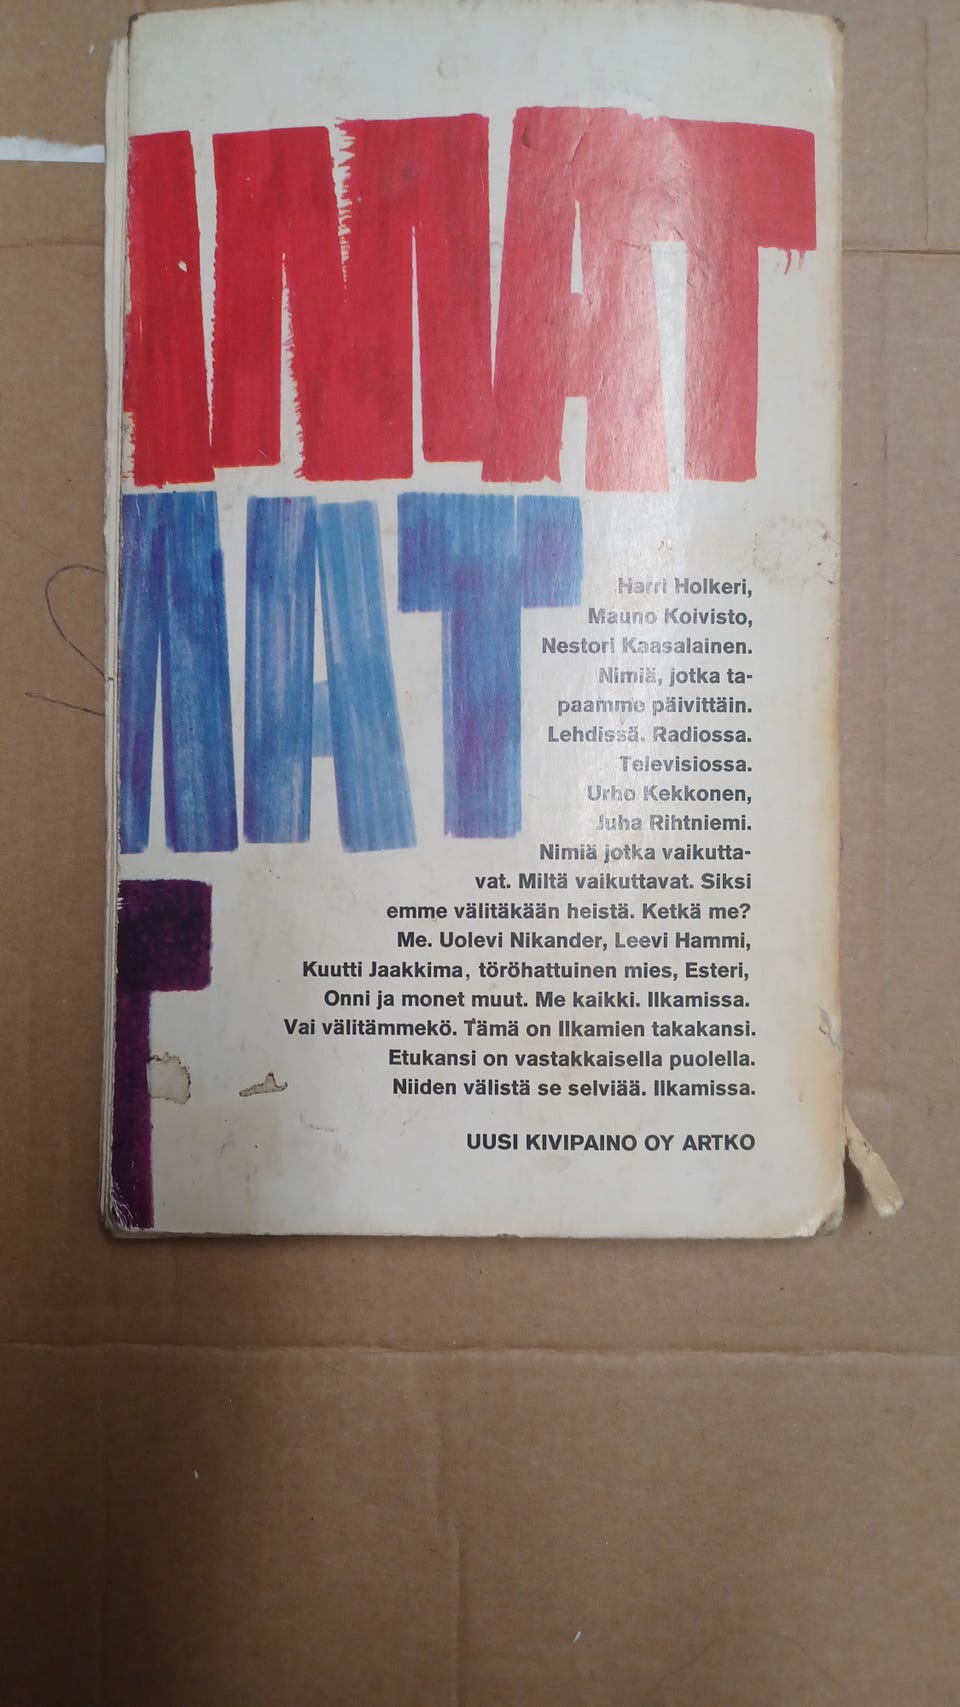 MMAT
MAT
T
Harri Holkeri,
Mauno Koivisto,
Nestori Kaasalainen.
Nimiä, jotka ta-
paamme päivittäin.
Lehdissä. Radiossa.
Televisiossa.
Urho Kekkonen,
Juha Rihtniemi.
Nimiä jotka vaikutta-
vat. Miltä vaikuttavat. Siksi
emme välitäkään heistä. Ketkä me?
Me. Uolevi Nikander, Leevi Hammi,
Kuutti Jaakkima, töröhattuinen mies, Esteri,
Onni ja monet muut. Me kaikki. Ilkamissa.
Vai välitämmekö. Tämä on Ilkamien takakansi.
Etukansi on vastakkaisella puolella.
Niiden välistä se selviää. Ilkamissa.
UUSI KIVIPAINO OY ARTKO